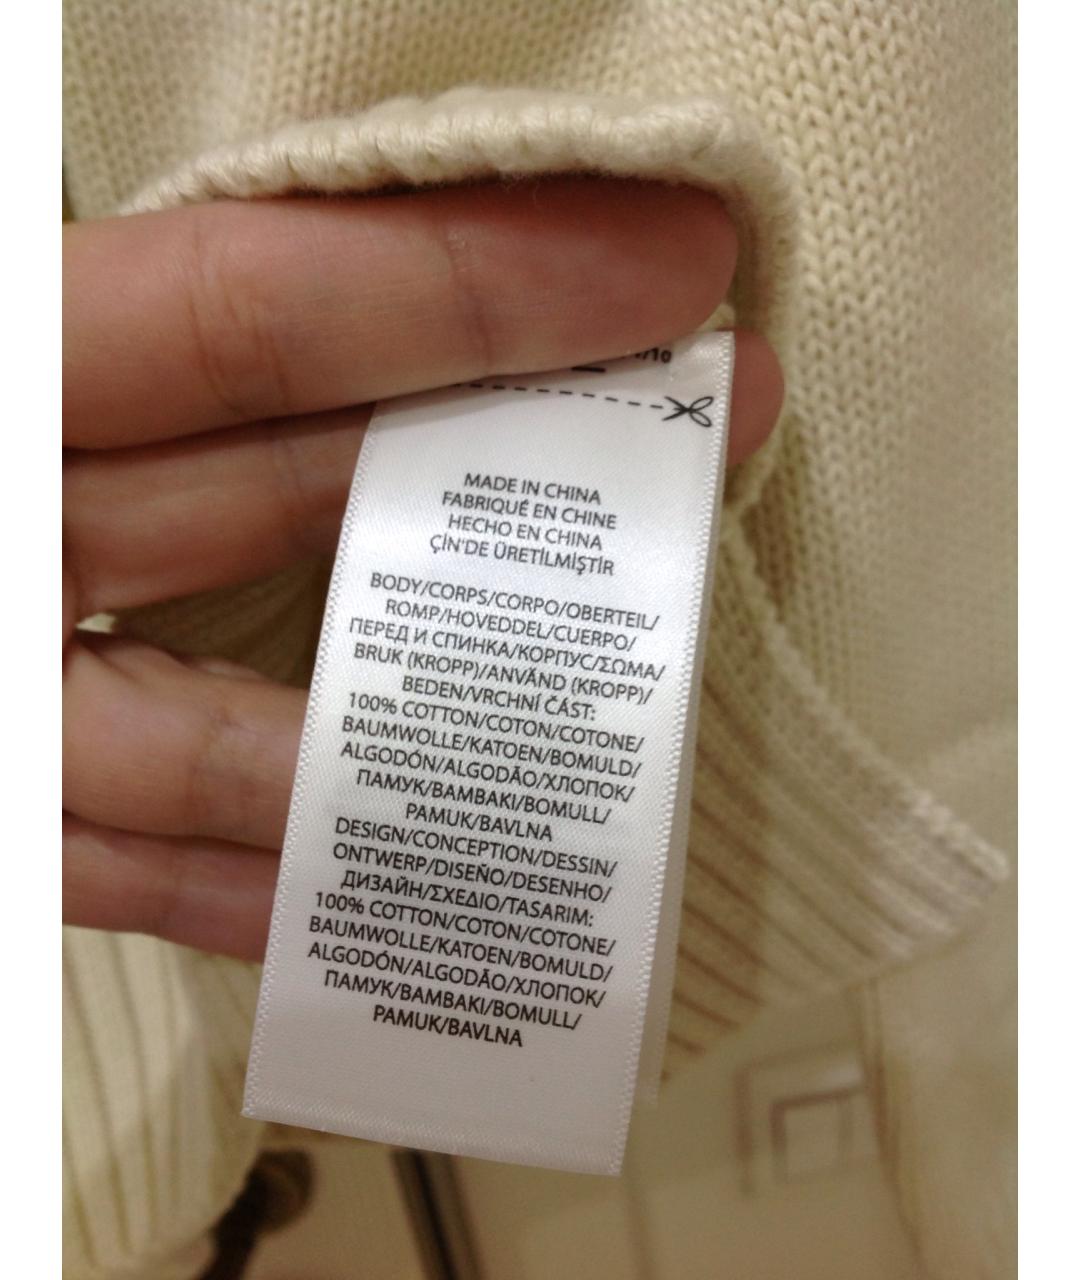 MADE IN CHINA
FABRIQUÉ EN CHINE
HECHO EN CHINA
ÇİN'DE ÜRETİLMİŞTİR
BODY/CORPS/CORPO/OBERTEIL/
ROMP/HOVEDDEL/CUERPO/
ПЕРЕД И СПИНКА/КОРПУС/ΣΩΜΑ/
BRUK (KROPP)/ANVÄND (KROPP)/
BEDEN/VRCHNÍ ČÁST:
100% COTTON/COTON/COTONE/
BAUMWOLLE/KATOEN/BOMULD/
ALGODÓN/ALGODÃO/ХЛОПОК/
ПАМУК/ΒΑΜΒΑΚΙ/BOMULL/
PAMUK/BAVLNA
DESIGN/CONCEPTION/DESSIN/
ONTWERP/DISEÑO/DESENHO/
ДИЗАЙН/ΣΧΕΔΙΟ/TASARIM:
100% COTTON/COTON/COTONE/
BAUMWOLLE/KATOEN/BOMULD/
ALGODÓN/ALGODÃO/ХЛОПОК/
ПАМУК/ΒΑΜΒΑΚΙ/BOMULL/
PAMUK/BAVLNA